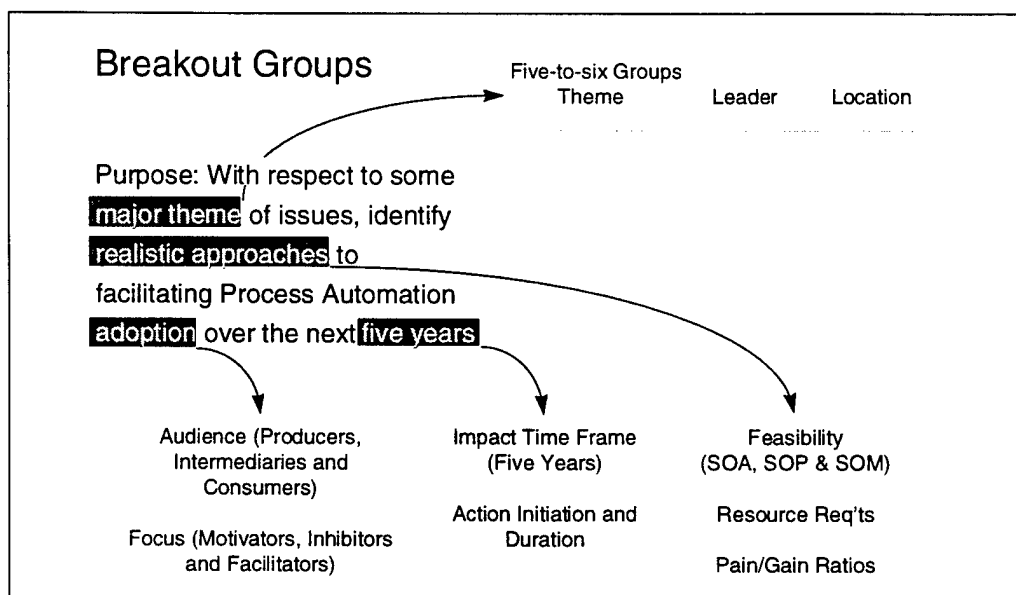 Breakout Groups
Five-to-six Groups
Theme Leader Location
Purpose: With respect to some
major theme of issues, identify
realistic approaches to
facilitating Process Automation
adoption over the next five years
Audience (Producers,
Intermediaries and
Consumers)
Focus (Motivators, Inhibitors
and Facilitators)
Impact Time Frame
(Five Years)
Action Initiation and
Duration
Feasibility
(SOA, SOP & SOM)
Resource Req'ts
Pain/Gain Ratios